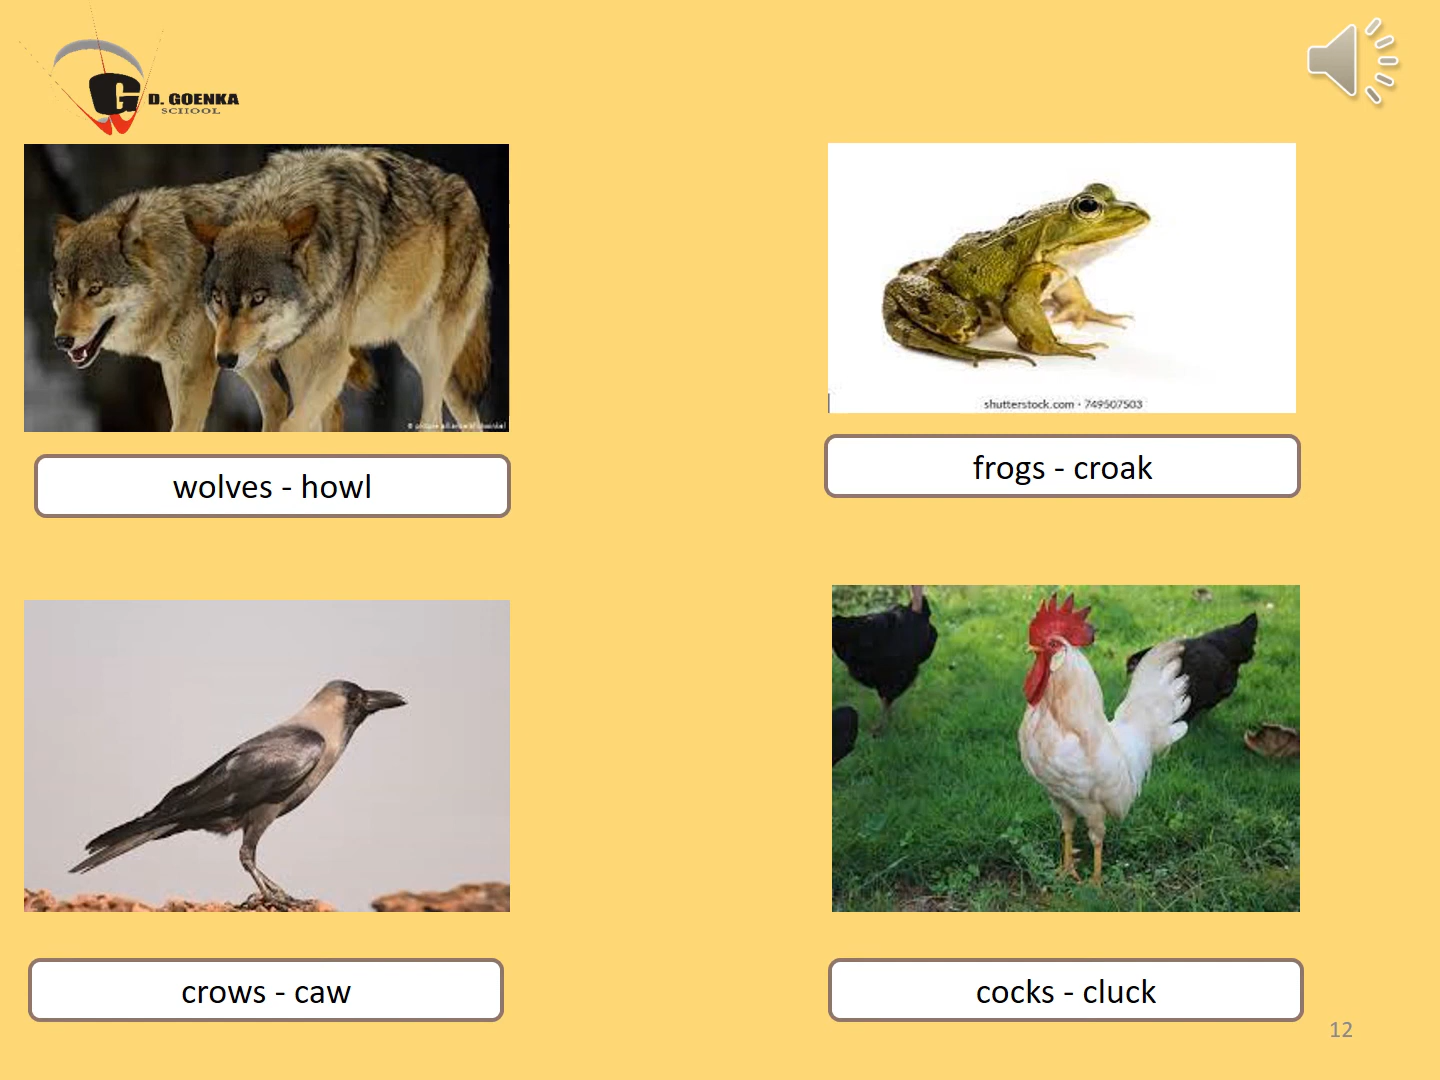 G D. GOENKA
SCHOOL
shutterstock.com · 749507503
wolves - howl
frogs - croak
crows - caw
cocks - cluck
12